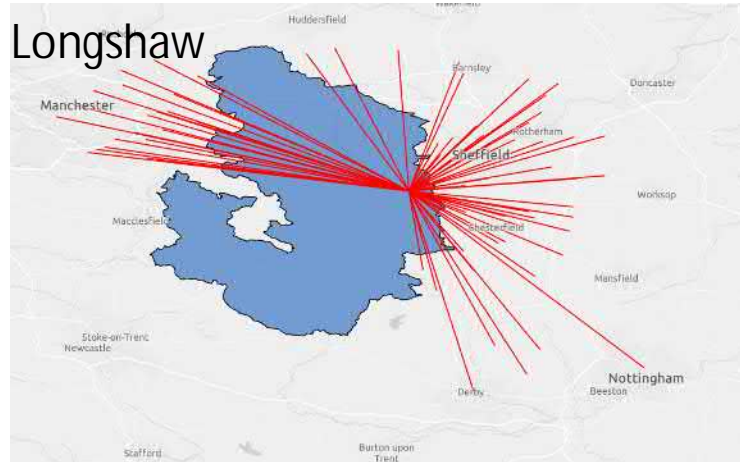 Huddersfield
Longshaw
Barnsley
Doncaster
Manchester
Rotherham
Sheffield
Worksop
Macclesfield
Chesterfield
Mansfield
Stoke-on-Trent
Newcastle
Nottingham
Derby
Beeston
Stafford
Burton upon
Trent